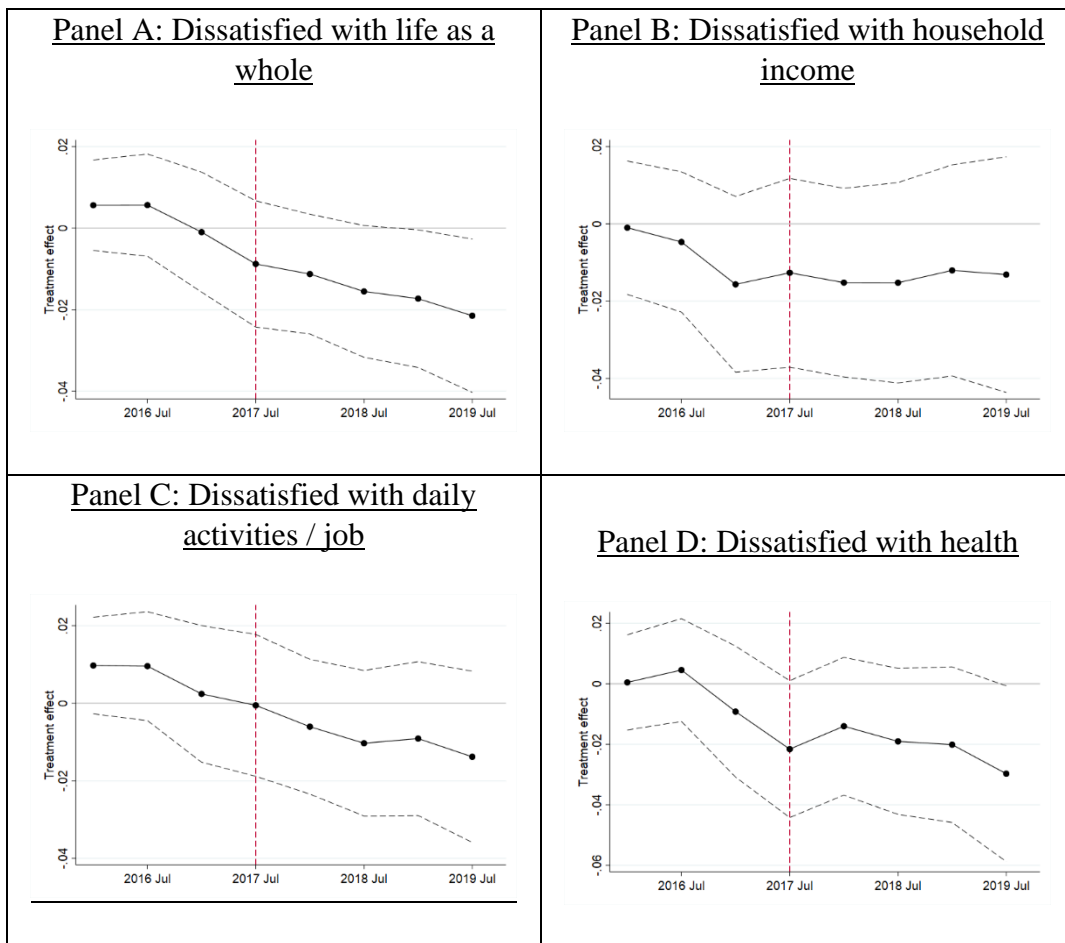 Panel A: Dissatisfied with life as a
whole
.02
0
-.02
-.04
Treatment effect
2016 Jul
2017 Jul
2018 Jul
2019 Jul
Panel B: Dissatisfied with household
income
.02
0
-.02
-.04
Treatment effect
2016 Jul
2017 Jul
2018 Jul
2019 Jul
Panel C: Dissatisfied with daily
activities / job
.02
0
-.02
-.04
Treatment effect
2016 Jul
2017 Jul
2018 Jul
2019 Jul
Panel D: Dissatisfied with health
.02
0
-.02
-.04
-.06
Treatment effect
2016 Jul
2017 Jul
2018 Jul
2019 Jul